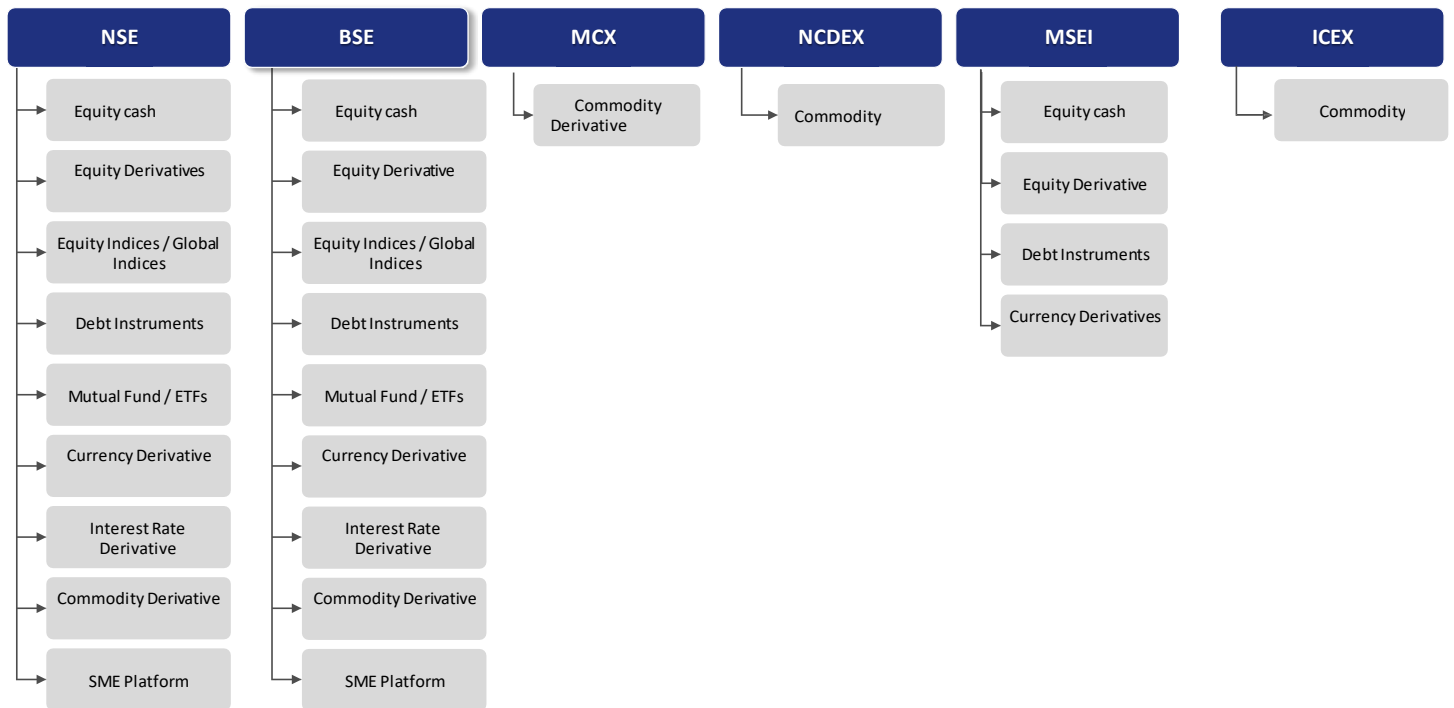 NSE
BSE
MCX
NCDEX
MSEI
ICEX
Equity cash
Equity Derivatives
Equity Indices / Global
Indices
Debt Instruments
Mutual Fund / ETFs
Currency Derivative
Interest Rate
Derivative
Commodity Derivative
SME Platform
Equity cash
Equity Derivative
Equity Indices / Global
Indices
Debt Instruments
Mutual Fund / ETFs
Currency Derivative
Interest Rate
Derivative
Commodity Derivative
SME Platform
Commodity
Derivative
Commodity
Equity cash
Equity Derivative
Debt Instruments
Currency Derivatives
Commodity